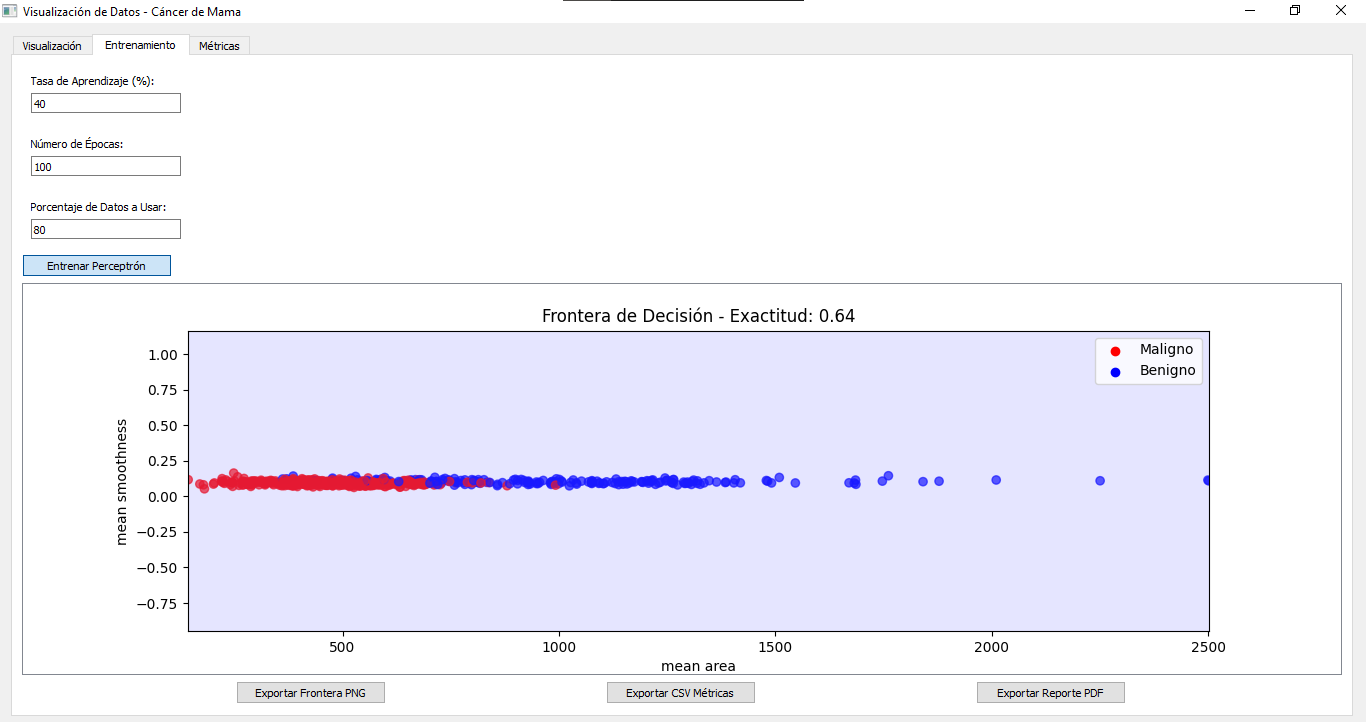 Visualización de Datos - Cáncer de Mama
Visualización
Entrenamiento
Métricas
Tasa de Aprendizaje (%):
40
Número de Épocas:
100
Porcentaje de Datos a Usar:
80
Entrenar Perceptrón
Frontera de Decisión - Exactitud: 0.64
Maligno
Benigno
1.00
0.75
0.50
0.25
0.00
−0.25
−0.50
−0.75
mean smoothness
500
1000
1500
2000
2500
mean area
Exportar Frontera PNG
Exportar CSV Métricas
Exportar Reporte PDF